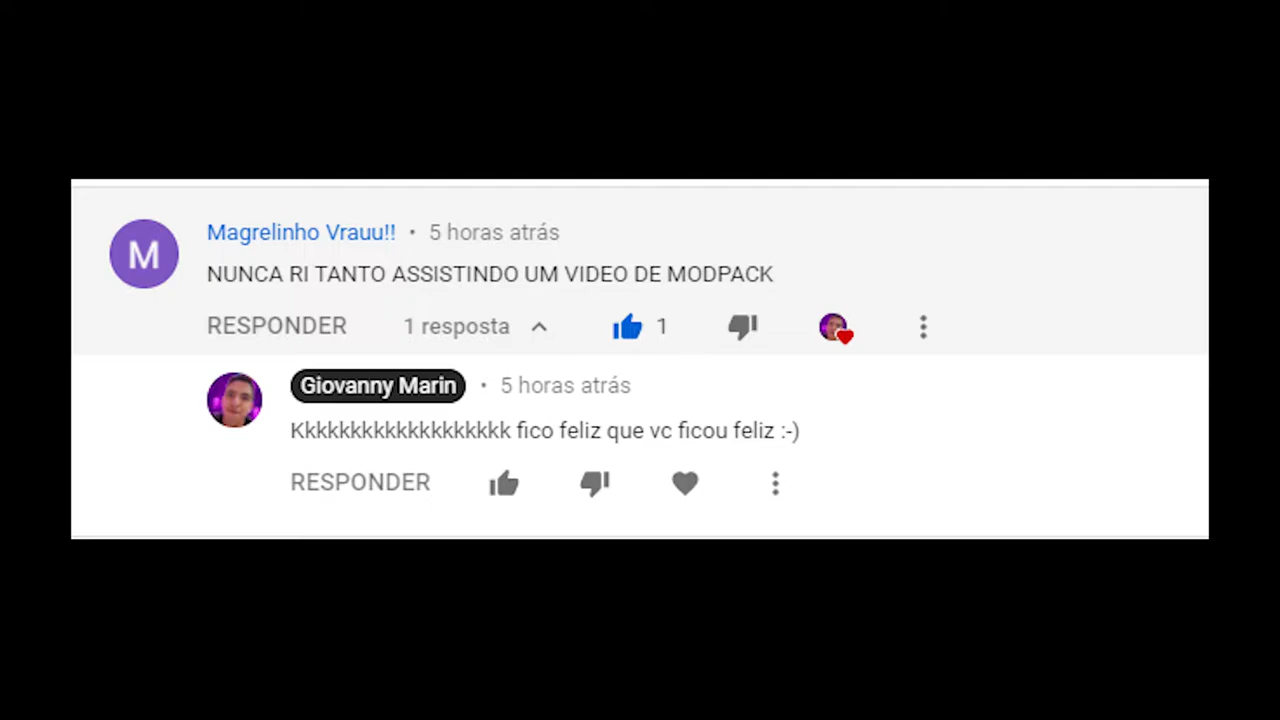 M
Magrelinho Vrauu!! • 5 horas atrás
NUNCA RI TANTO ASSISTINDO UM VIDEO DE MODPACK
RESPONDER 1 resposta 1
Giovanny Marin • 5 horas atrás
Kkkkkkkkkkkkkkkkkkk fico feliz que vc ficou feliz :-)
RESPONDER